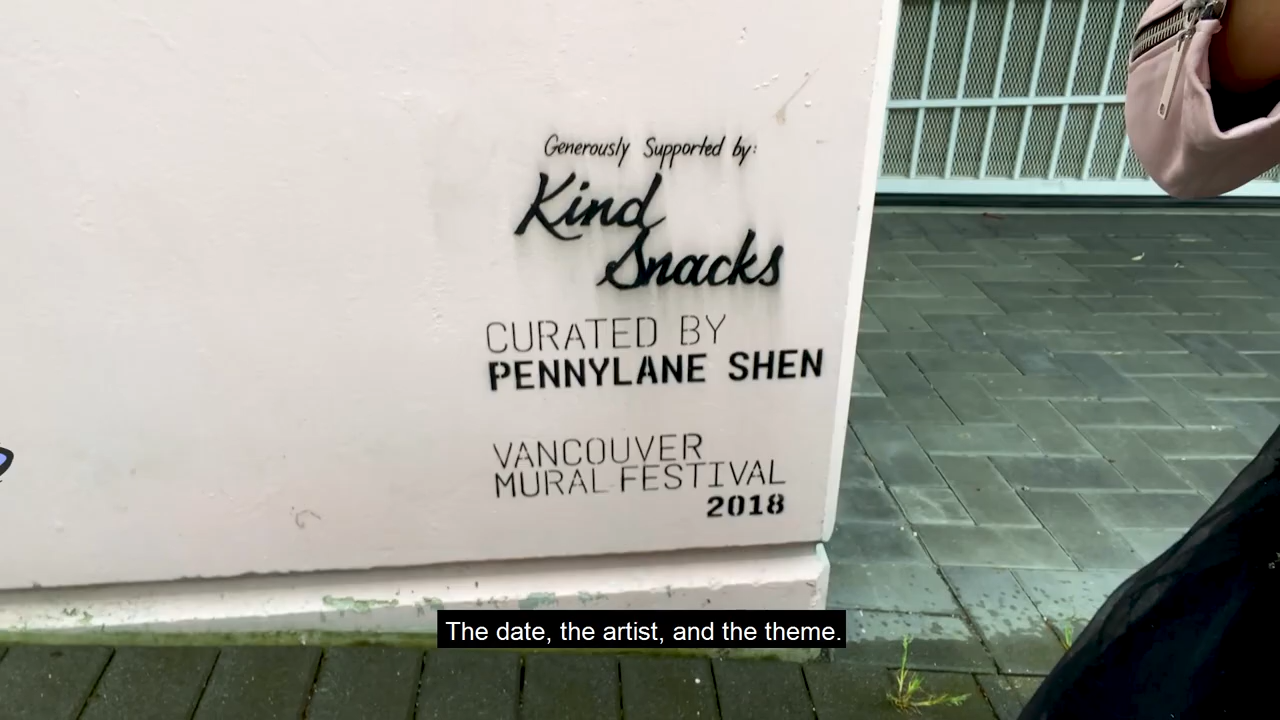 Generously Supported by:
Kind
Snacks
CURATED BY
PENNYLANE SHEN
VANCOUVER
MURAL FESTIVAL
2018
The date, the artist, and the theme.